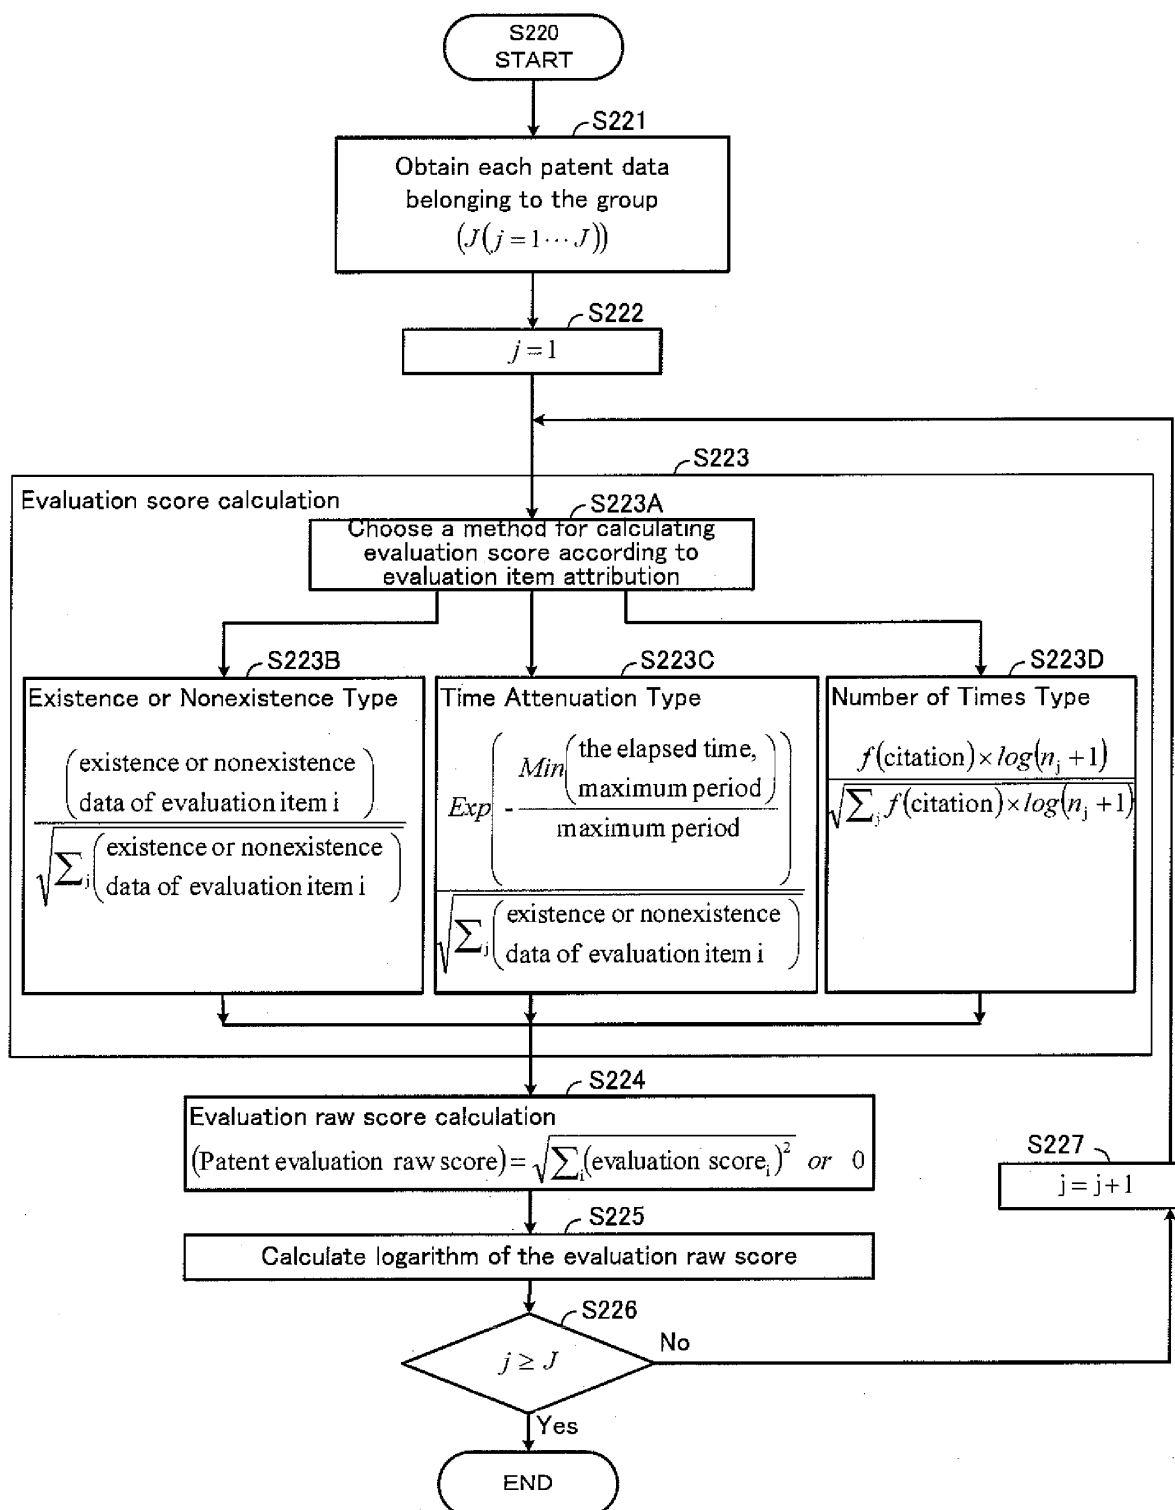 S220
START
S221
Obtain each patent data
belonging to the group
(J(j=1⋯J))
S222
j=1
S223
Evaluation score calculation
S223A
Choose a method for calculating
evaluation score according to
evaluation item attribution
S223B
Existence or Nonexistence Type
(existence or nonexistence
data of evaluation item i)
√∑j(existence or nonexistence
data of evaluation item i)
S223C
Time Attenuation Type
Exp(-Min(the elapsed time,
maximum period)
maximum period)
√∑j(existence or nonexistence
data of evaluation item i)
S223D
Number of Times Type
f(citation)×log(nj+1)
√∑j f(citation)×log(nj+1)
S224
Evaluation raw score calculation
(Patent evaluation raw score)=√∑i(evaluation scorei)² or 0
S227
j=j+1
S225
Calculate logarithm of the evaluation raw score
S226
j ≥ J
No
Yes
END